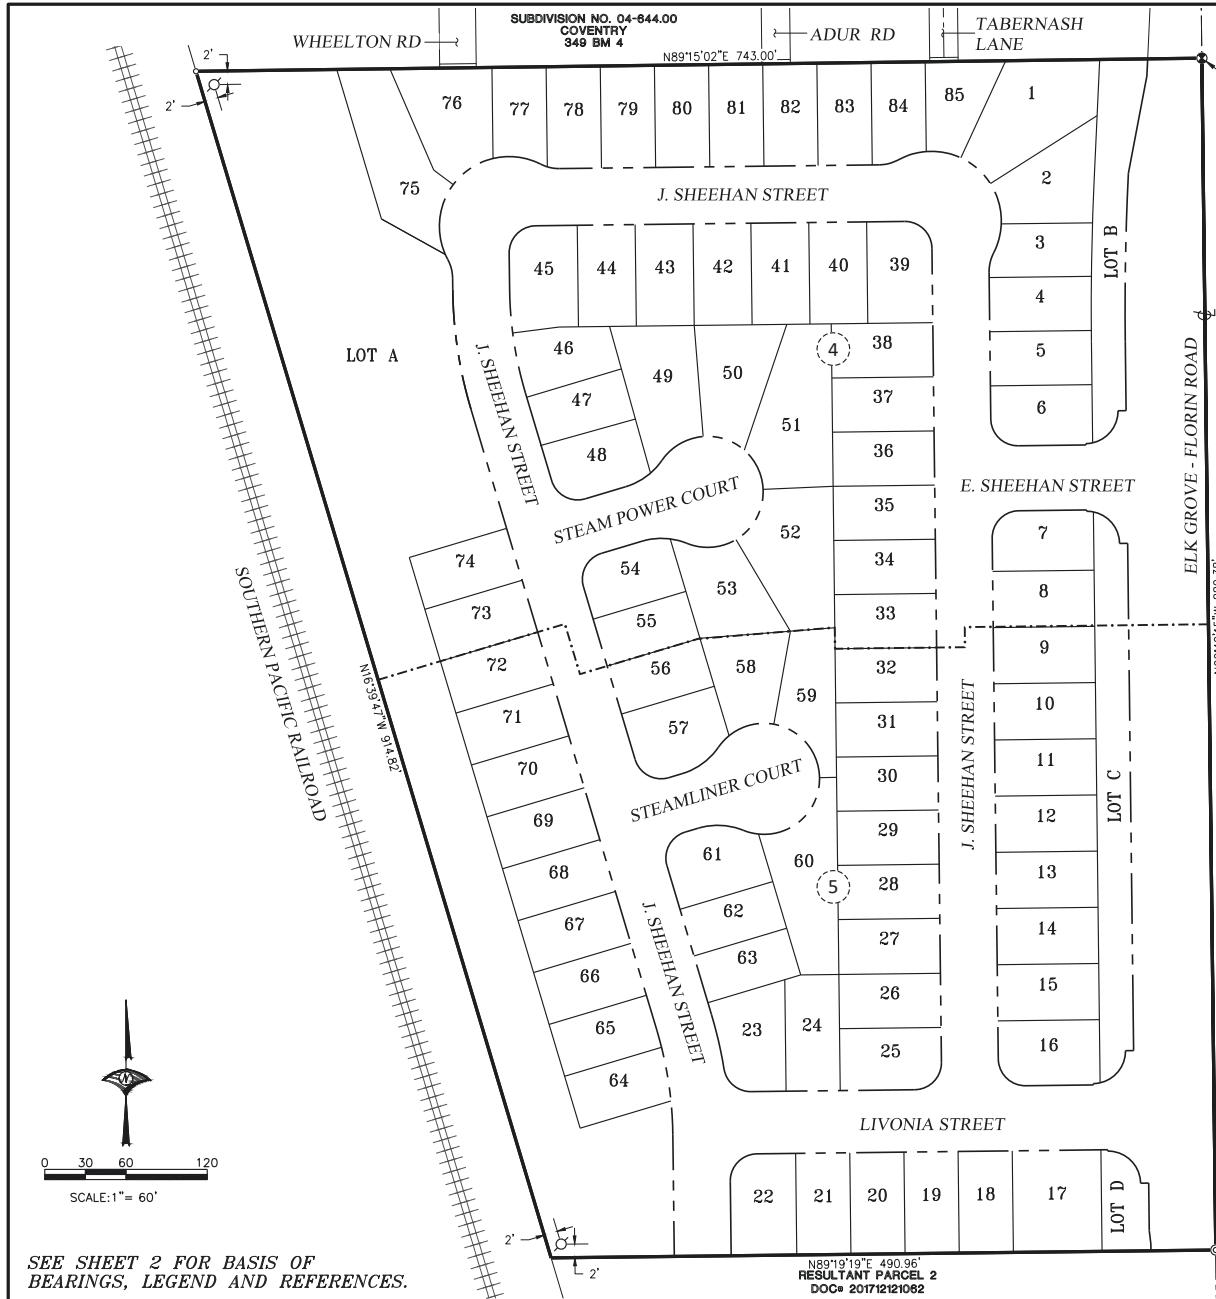 SUBDIVISION NO. 04-644.00
COVENTRY
349 BM 4
WHEELTON RD
ADUR RD
TABERNASH
LANE
N89°15'02"E 743.00'
2'
2'
76
77
78
79
80
81
82
83
84
85
1
75
2
J. SHEEHAN STREET
3
LOT B
45
44
43
42
41
40
39
4
LOT A
46
4
38
5
ELK GROVE - FLORIN ROAD
J. SHEEHAN STREET
49
50
47
37
6
51
48
36
STEAM POWER COURT
E. SHEEHAN STREET
35
52
7
74
54
34
SOUTHERN PACIFIC RAILROAD
53
8
73
55
33
N16°39'47"W 914.82'
72
56
58
32
9
59
71
57
31
J. SHEEHAN STREET
10
70
STEAMLINER COURT
30
11
LOT C
69
29
12
61
60
68
5
28
13
62
67
27
14
63
J. SHEEHAN STREET
66
26
15
65
23
24
25
16
64
N
LIVONIA STREET
0 30 60 120
SCALE:1"= 60'
22
21
20
19
18
17
LOT D
2'
2'
SEE SHEET 2 FOR BASIS OF
BEARINGS, LEGEND AND REFERENCES.
N89°19'19"E 490.96'
RESULTANT PARCEL 2
DOC# 201712121062